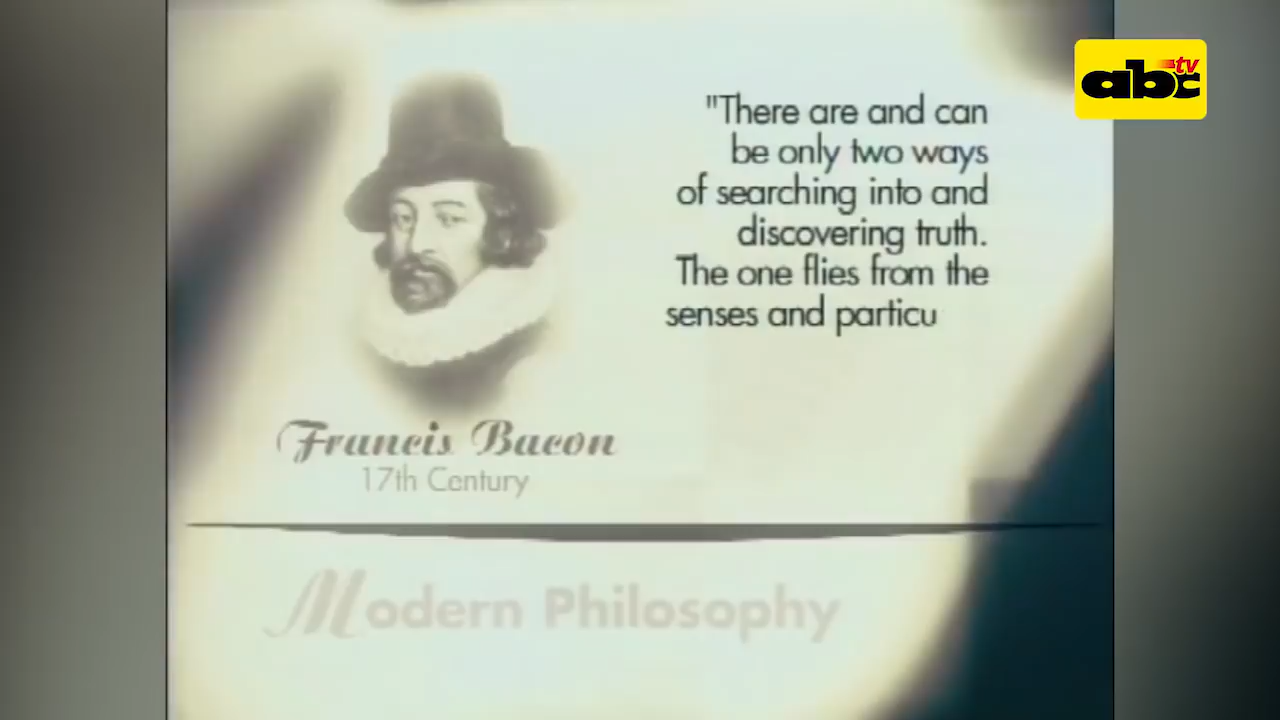 abc tv
"There are and can
be only two ways
of searching into and
discovering truth.
The one flies from the
senses and particu
Francis Bacon
17th Century
Modern Philosophy